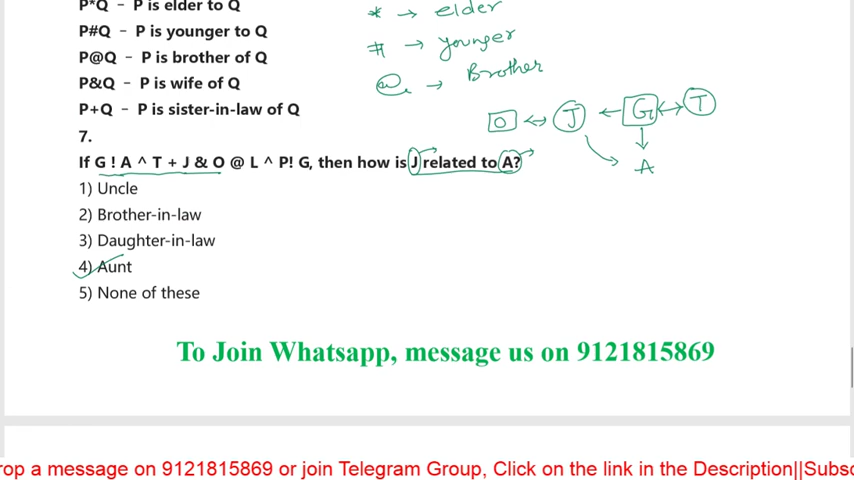 P*Q – P is elder to Q
* → elder
P#Q – P is younger to Q
# → younger
P@Q – P is brother of Q
@ → Brother
P&Q – P is wife of Q
P+Q – P is sister-in-law of Q
O ↔ J ← G ↔ T
7.
If G ! A ^ T + J & O @ L ^ P! G, then how is J related to A?
A
1) Uncle
2) Brother-in-law
3) Daughter-in-law
4) Aunt
5) None of these
To Join Whatsapp, message us on 9121815869
rop a message on 9121815869 or join Telegram Group, Click on the link in the Description||Subsc